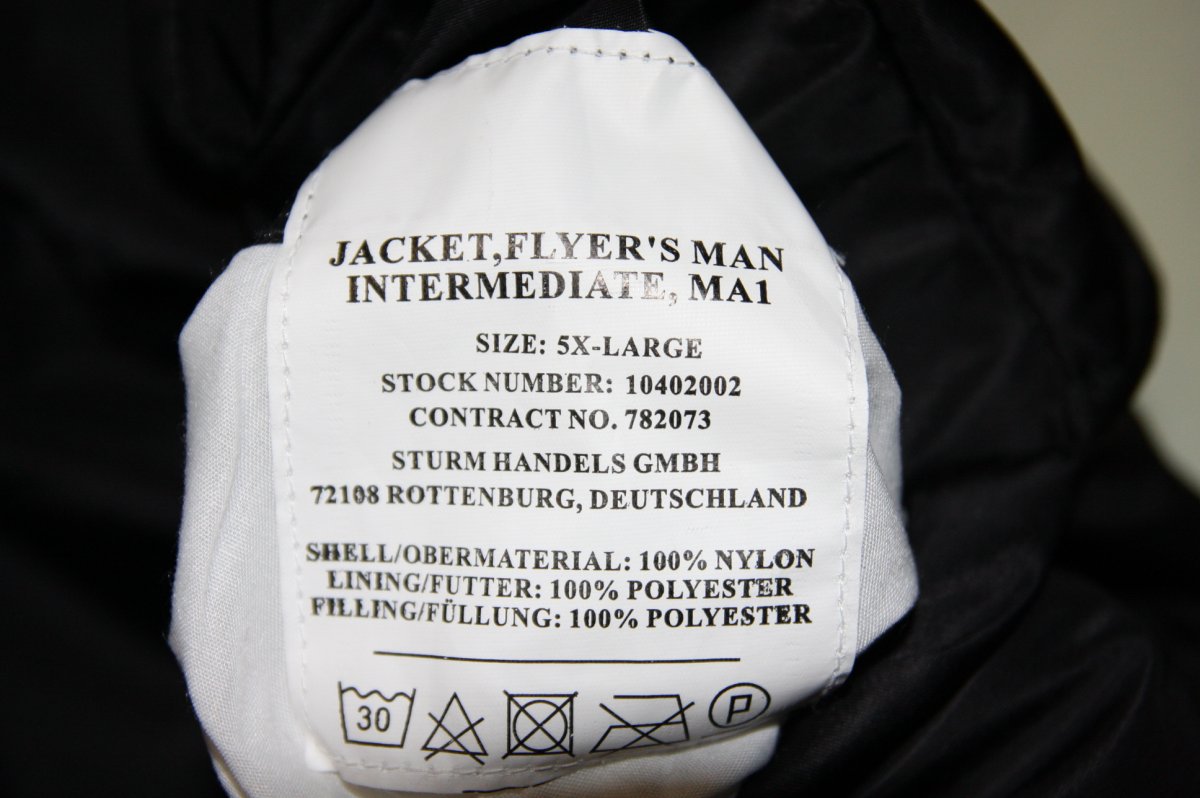 JACKET,FLYER'S MAN
INTERMEDIATE, MA1
SIZE: 5X-LARGE
STOCK NUMBER: 10402002
CONTRACT NO. 782073
STURM HANDELS GMBH
72108 ROTTENBURG, DEUTSCHLAND
SHELL/OBERMATERIAL: 100% NYLON
LINING/FUTTER: 100% POLYESTER
FILLING/FÜLLUNG: 100% POLYESTER
30 P